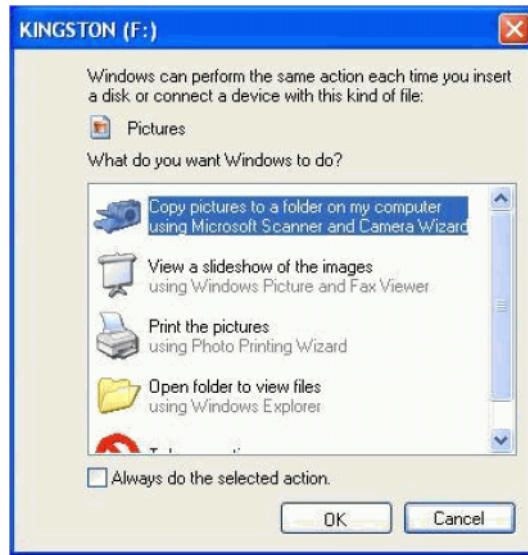 KINGSTON (F:)
Windows can perform the same action each time you insert
a disk or connect a device with this kind of file:
Pictures
What do you want Windows to do?
Copy pictures to a folder on my computer
using Microsoft Scanner and Camera Wizard
View a slideshow of the images
using Windows Picture and Fax Viewer
Print the pictures
using Photo Printing Wizard
Open folder to view files
using Windows Explorer
Always do the selected action.
OK
Cancel